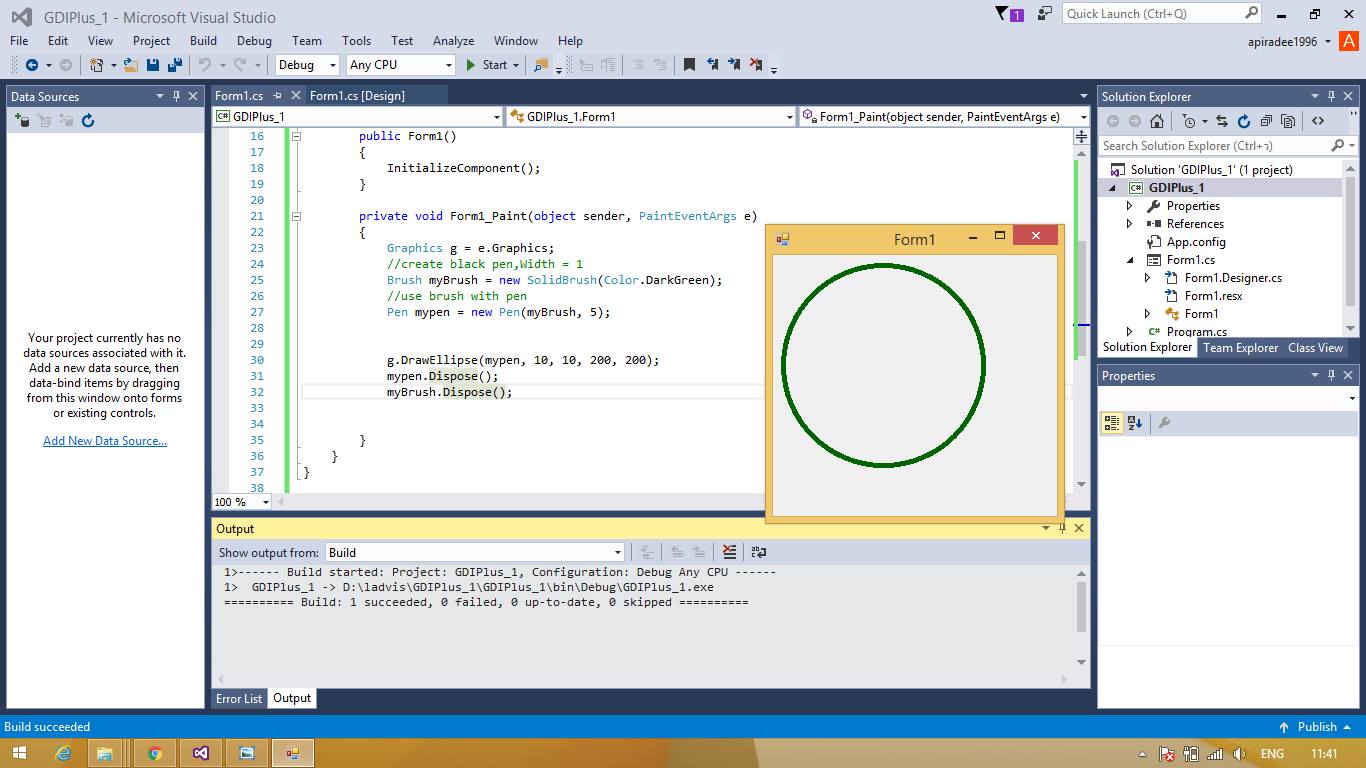 GDIPlus_1 - Microsoft Visual Studio
1
Quick Launch (Ctrl+Q)
File Edit View Project Build Debug Team Tools Test Analyze Window Help
apiradee1996
A
Debug
Any CPU
Start
Data Sources
Your project currently has no
data sources associated with it.
Add a new data source, then
data-bind items by dragging
from this window onto forms
or existing controls.
Add New Data Source...
Form1.cs
Form1.cs [Design]
C# GDIPlus_1
GDIPlus_1.Form1
Form1_Paint(object sender, PaintEventArgs e)
16 public Form1()
17 {
18 InitializeComponent();
19 }
20
21 private void Form1_Paint(object sender, PaintEventArgs e)
22 {
23 Graphics g = e.Graphics;
24 //create black pen,Width = 1
25 Brush myBrush = new SolidBrush(Color.DarkGreen);
26 //use brush with pen
27 Pen mypen = new Pen(myBrush, 5);
28
29
30 g.DrawEllipse(mypen, 10, 10, 200, 200);
31 mypen.Dispose();
32 myBrush.Dispose();
33
34
35 }
36 }
37 }
38
100 %
Form1
Output
Show output from: Build
1>------ Build started: Project: GDIPlus_1, Configuration: Debug Any CPU ------
1>  GDIPlus_1 -> D:\ladvis\GDIPlus_1\GDIPlus_1\bin\Debug\GDIPlus_1.exe
========== Build: 1 succeeded, 0 failed, 0 up-to-date, 0 skipped ==========
Error List
Output
Solution Explorer
Search Solution Explorer (Ctrl+ว)
Solution 'GDIPlus_1' (1 project)
C# GDIPlus_1
Properties
References
App.config
Form1.cs
Form1.Designer.cs
Form1.resx
Form1
C# Program.cs
Solution Explorer
Team Explorer
Class View
Properties
Build succeeded
Publish
ENG
11:41